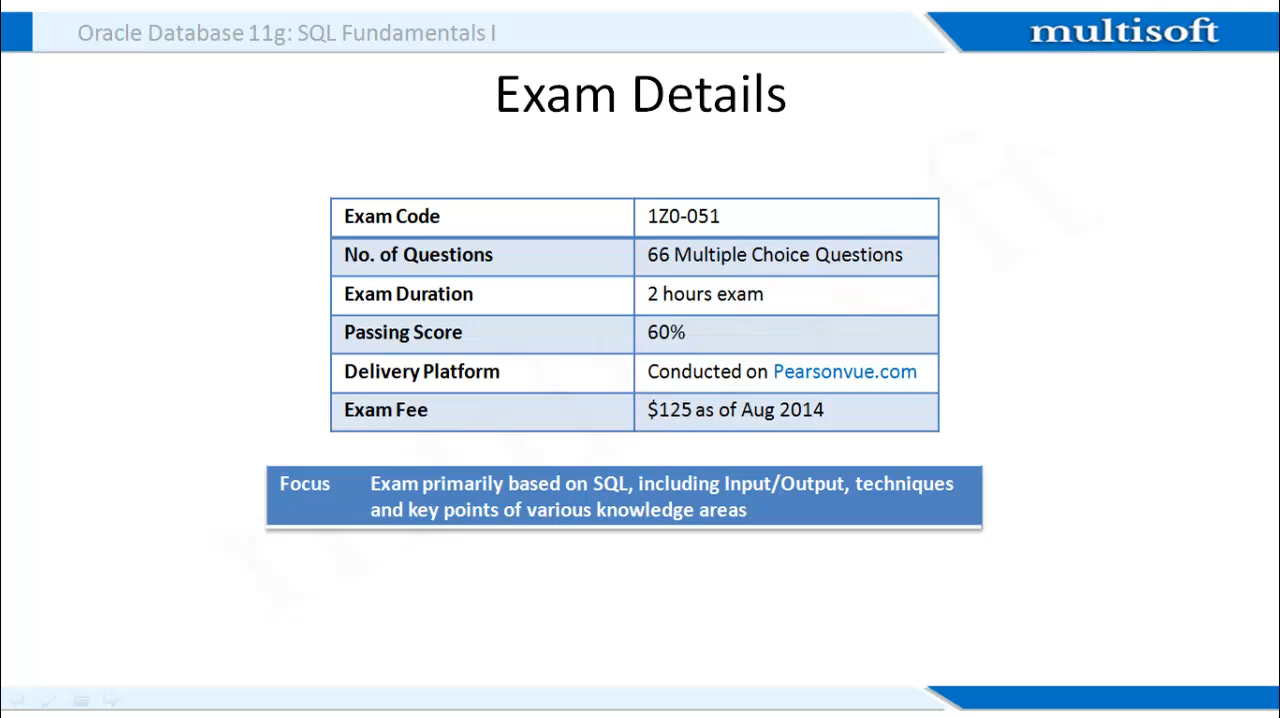 Oracle Database 11g: SQL Fundamentals I
multisoft
Exam Details
Exam Code 1Z0-051
No. of Questions 66 Multiple Choice Questions
Exam Duration 2 hours exam
Passing Score 60%
Delivery Platform Conducted on Pearsonvue.com
Exam Fee $125 as of Aug 2014
Focus Exam primarily based on SQL, including Input/Output, techniques
and key points of various knowledge areas